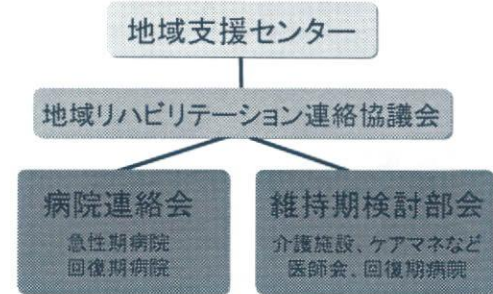 地域支援センター
地域リハビリテーション連絡協議会
病院連絡会
急性期病院
回復期病院
維持期検討部会
介護施設、ケアマネなど
医師会、回復期病院